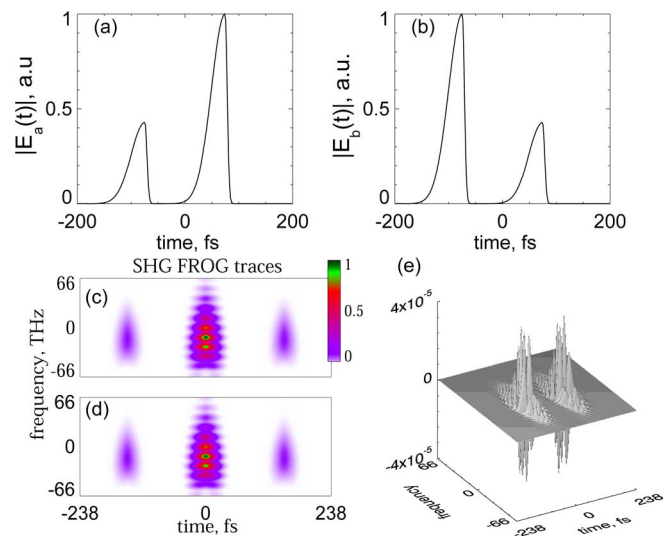 (a)
|E_a(t)|, a.u
1
0.5
0
-200
0
200
time, fs
(b)
|E_b(t)|, a.u.
1
0.5
0
-200
0
200
time, fs
SHG FROG traces
(c)
66
0
-66
1
0.5
0
(d)
66
0
-66
frequency, THz
-238
0
238
time, fs
(e)
4x10^-5
0
-4x10^-5
66
0
-66
frequency
-238
0
238
time, fs